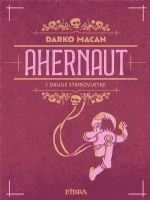 DARKO MACAN
AHERNAUT
I DRUGE STRIPOVIJETKE
FIBRA